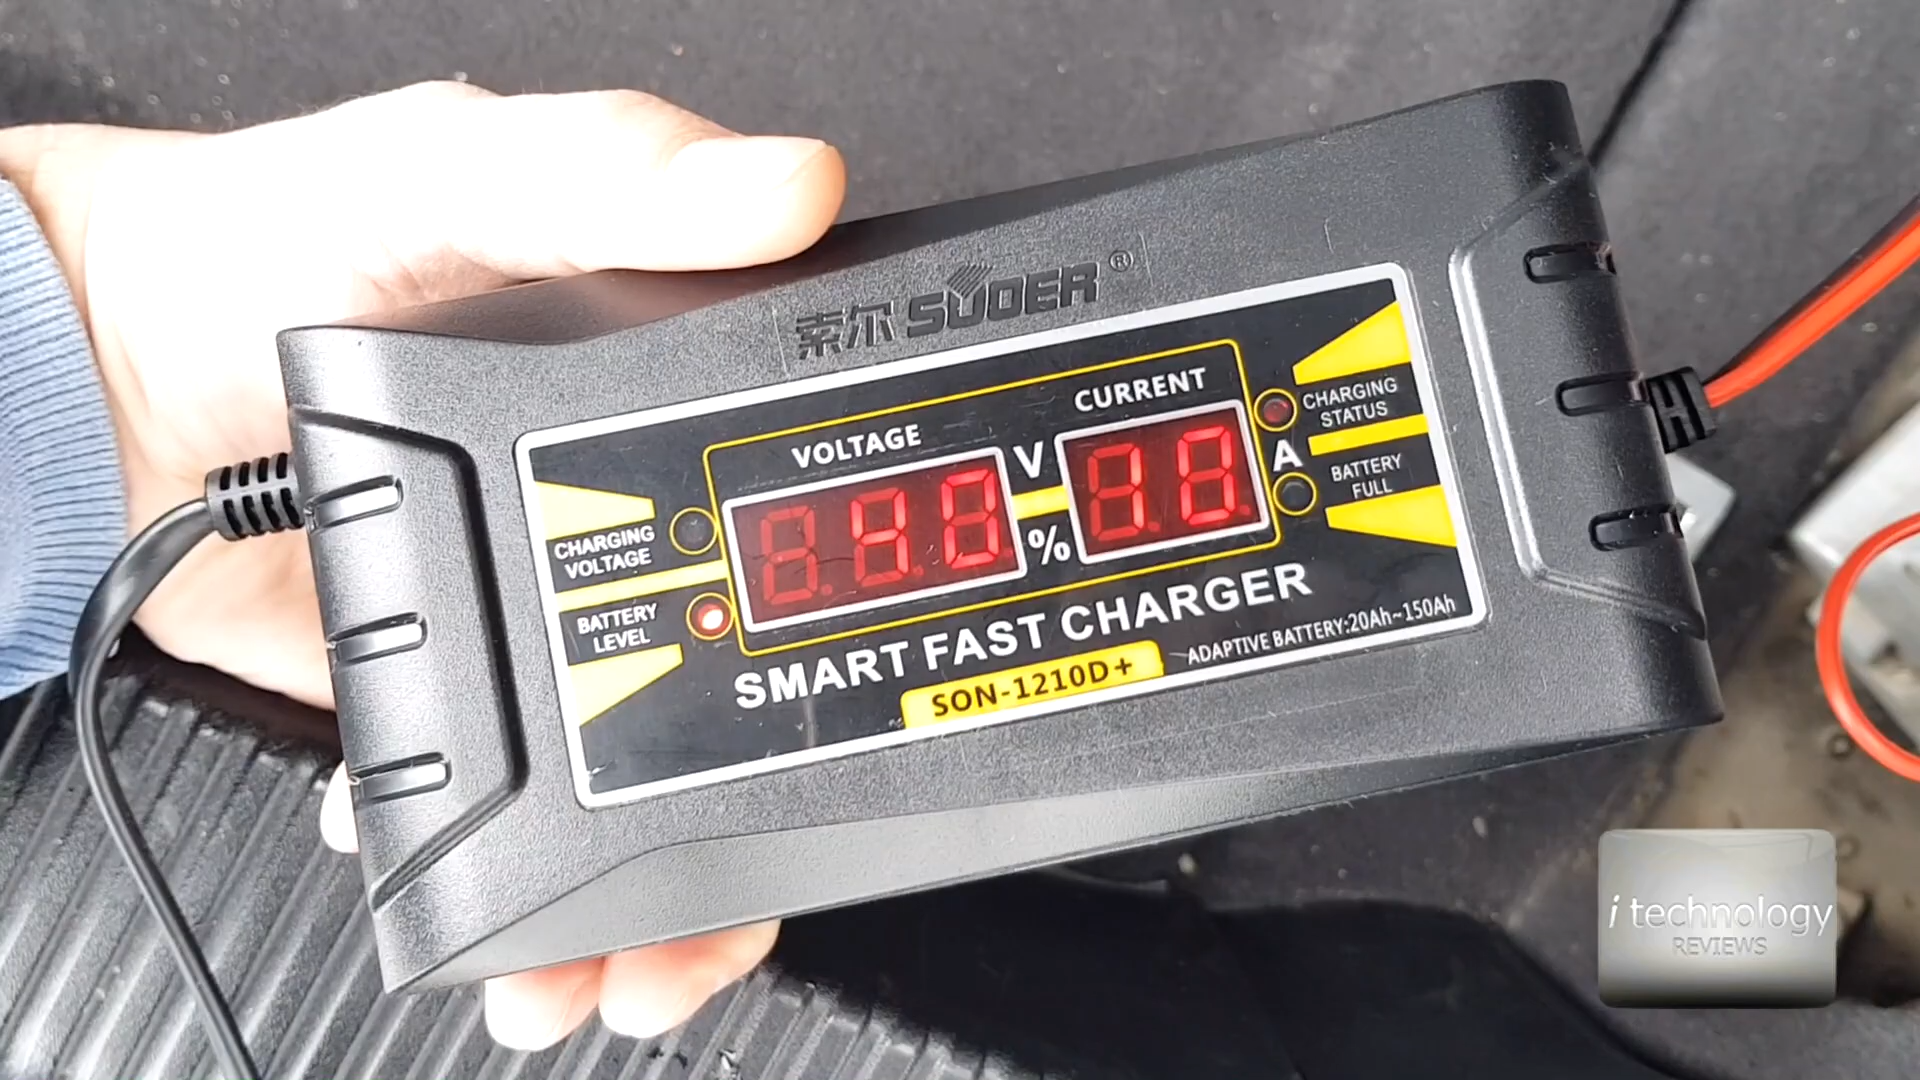 索尔 SUOER®
VOLTAGE
CURRENT
V
%
A
CHARGING
STATUS
BATTERY
FULL
CHARGING
VOLTAGE
BATTERY
LEVEL
SMART FAST CHARGER
SON-1210D+
ADAPTIVE BATTERY:20Ah~150Ah
i technology
REVIEWS